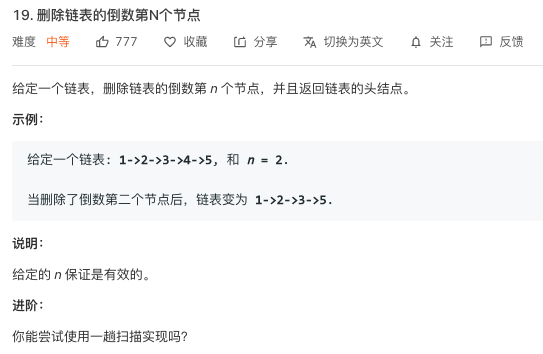 19. 删除链表的倒数第N个节点
难度 中等 777 收藏 分享 切换为英文 关注 反馈
给定一个链表，删除链表的倒数第 n 个节点，并且返回链表的头结点。
示例：
给定一个链表: 1->2->3->4->5, 和 n = 2.
当删除了倒数第二个节点后，链表变为 1->2->3->5.
说明：
给定的 n 保证是有效的。
进阶：
你能尝试使用一趟扫描实现吗？